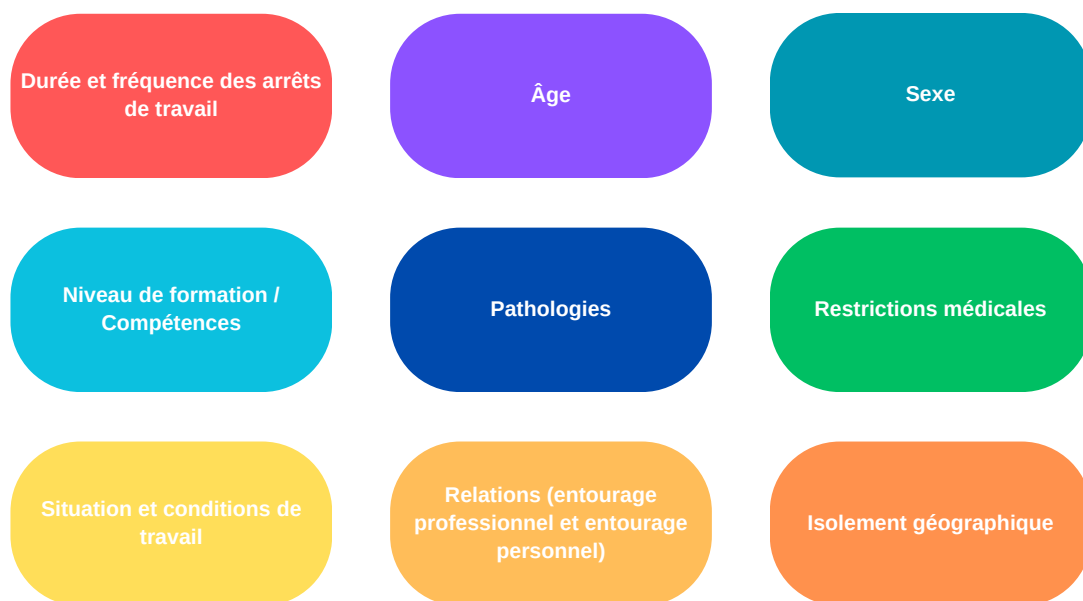 Durée et fréquence des arrêts
de travail
Âge
Sexe
Niveau de formation /
Compétences
Pathologies
Restrictions médicales
Situation et conditions de
travail
Relations (entourage
professionnel et entourage
personnel)
Isolement géographique